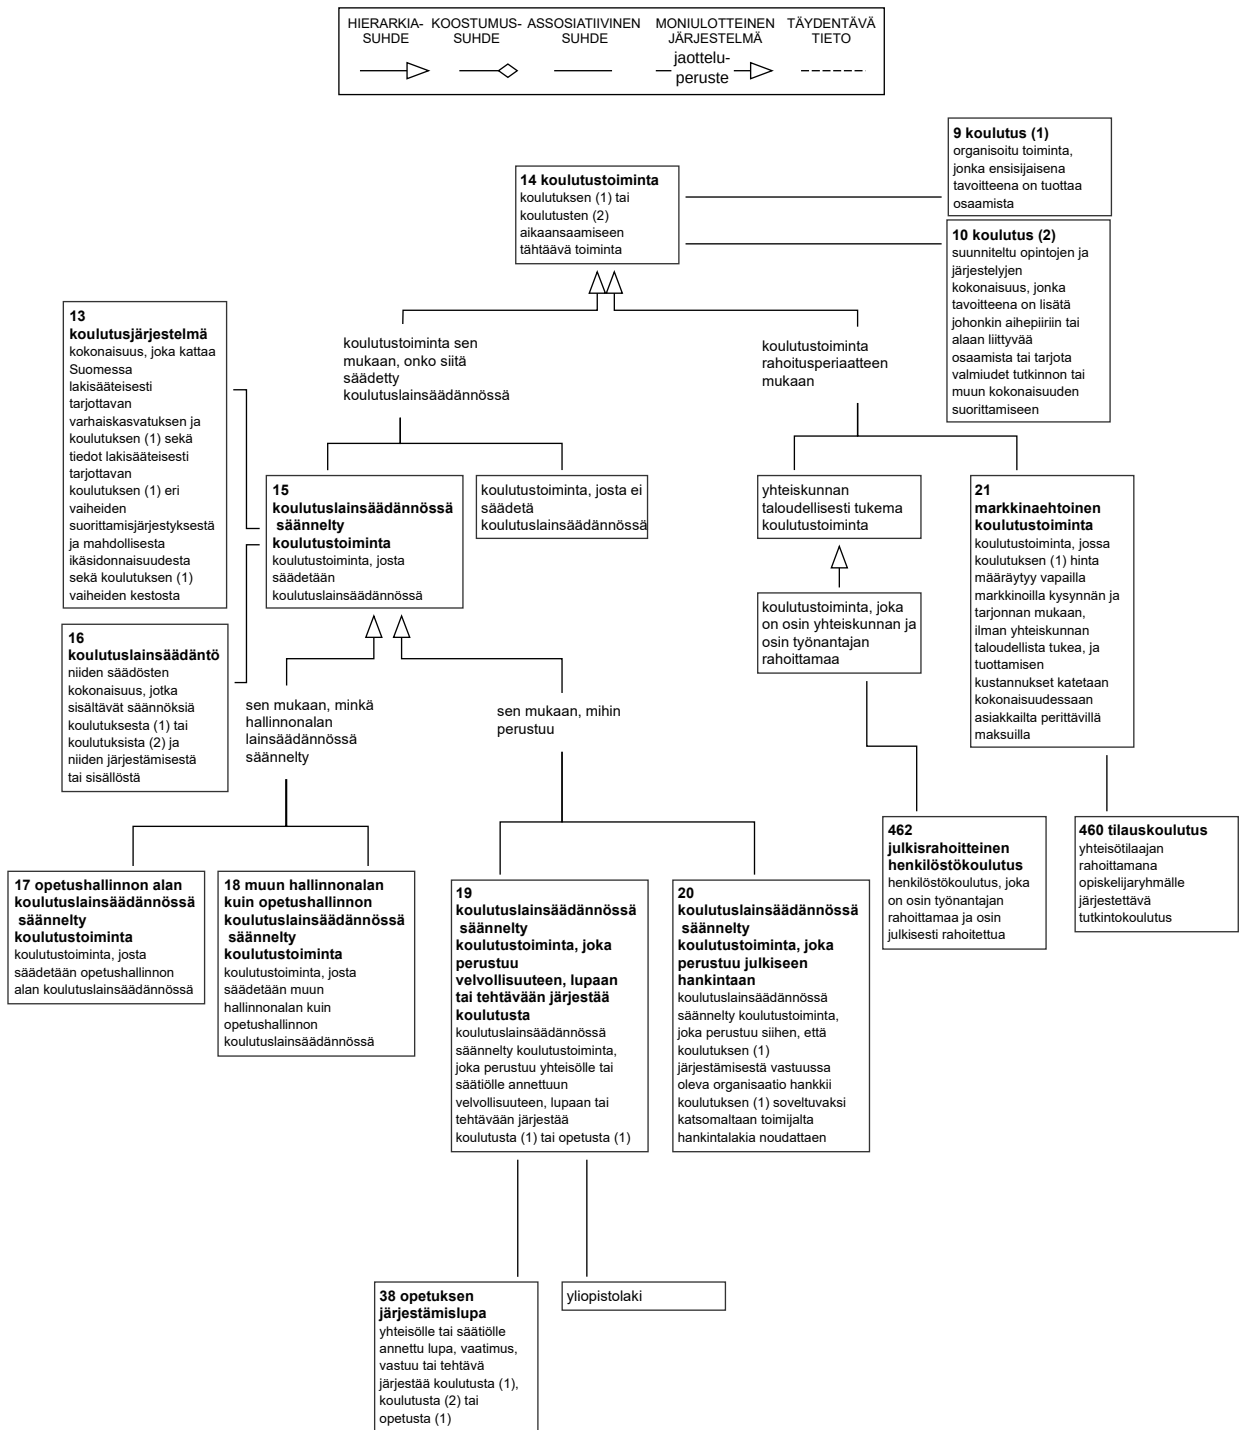 HIERARKIA-
SUHDE
KOOSTUMUS-
SUHDE
ASSOSIATIIVINEN
SUHDE
MONIULOTTEINEN
JÄRJESTELMÄ
jaottelu-
peruste
TÄYDENTÄVÄ
TIETO
9 koulutus (1)
organisoitu toiminta,
jonka ensisijaisena
tavoitteena on tuottaa
osaamista
14 koulutustoiminta
koulutuksen (1) tai
koulutusten (2)
aikaansaamiseen
tähtäävä toiminta
10 koulutus (2)
suunniteltu opintojen ja
järjestelyjen
kokonaisuus, jonka
tavoitteena on lisätä
johonkin aihepiiriin tai
alaan liittyvää
osaamista tai tarjota
valmiudet tutkinnon tai
muun kokonaisuuden
suorittamiseen
13
koulutusjärjestelmä
kokonaisuus, joka kattaa
Suomessa
lakisääteisesti
tarjottavan
varhaiskasvatuksen ja
koulutuksen (1) sekä
tiedot lakisääteisesti
tarjottavan
koulutuksen (1) eri
vaiheiden
suorittamisjärjestyksestä
ja mahdollisesta
ikäsidonnaisuudesta
sekä koulutuksen (1)
vaiheiden kestosta
koulutustoiminta sen
mukaan, onko siitä
säädetty
koulutuslainsäädännössä
koulutustoiminta
rahoitusperiaatteen
mukaan
15
koulutuslainsäädännössä
säännelty
koulutustoiminta
koulutustoiminta, josta
säädetään
koulutuslainsäädännössä
koulutustoiminta, josta ei
säädetä
koulutuslainsäädännössä
yhteiskunnan
taloudellisesti tukema
koulutustoiminta
21
markkinaehtoinen
koulutustoiminta
koulutustoiminta, jossa
koulutuksen (1) hinta
määräytyy vapailla
markkinoilla kysynnän ja
tarjonnan mukaan,
ilman yhteiskunnan
taloudellista tukea, ja
tuottamisen
kustannukset katetaan
kokonaisuudessaan
asiakkailta perittävillä
maksuilla
koulutustoiminta, joka
on osin yhteiskunnan ja
osin työnantajan
rahoittamaa
16
koulutuslainsäädäntö
niiden säädösten
kokonaisuus, jotka
sisältävät säännöksiä
koulutuksesta (1) tai
koulutuksista (2) ja
niiden järjestämisestä
tai sisällöstä
sen mukaan, minkä
hallinnonalan
lainsäädännössä
säännelty
sen mukaan, mihin
perustuu
462
julkisrahoitteinen
henkilöstökoulutus
henkilöstökoulutus, joka
on osin työnantajan
rahoittamaa ja osin
julkisesti rahoitettua
460 tilauskoulutus
yhteisötilaajan
rahoittamana
opiskelijaryhmälle
järjestettävä
tutkintokoulutus
17 opetushallinnon alan
koulutuslainsäädännössä
säännelty
koulutustoiminta
koulutustoiminta, josta
säädetään opetushallinnon
alan koulutuslainsäädännössä
18 muun hallinnonalan
kuin opetushallinnon
koulutuslainsäädännössä
säännelty
koulutustoiminta
koulutustoiminta, josta
säädetään muun
hallinnonalan kuin
opetushallinnon
koulutuslainsäädännössä
19
koulutuslainsäädännössä
säännelty
koulutustoiminta, joka
perustuu
velvollisuuteen, lupaan
tai tehtävään järjestää
koulutusta
koulutuslainsäädännössä
säännelty koulutustoiminta,
joka perustuu yhteisölle tai
säätiölle annettuun
velvollisuuteen, lupaan tai
tehtävään järjestää
koulutusta (1) tai opetusta (1)
20
koulutuslainsäädännössä
säännelty
koulutustoiminta, joka
perustuu julkiseen
hankintaan
koulutuslainsäädännössä
säännelty koulutustoiminta,
joka perustuu siihen, että
koulutuksen (1)
järjestämisestä vastuussa
oleva organisaatio hankkii
koulutuksen (1) soveltuvaksi
katsomaltaan toimijalta
hankintalakia noudattaen
38 opetuksen
järjestämislupa
yhteisölle tai säätiölle
annettu lupa, vaatimus,
vastuu tai tehtävä
järjestää koulutusta (1),
koulutusta (2) tai
opetusta (1)
yliopistolaki